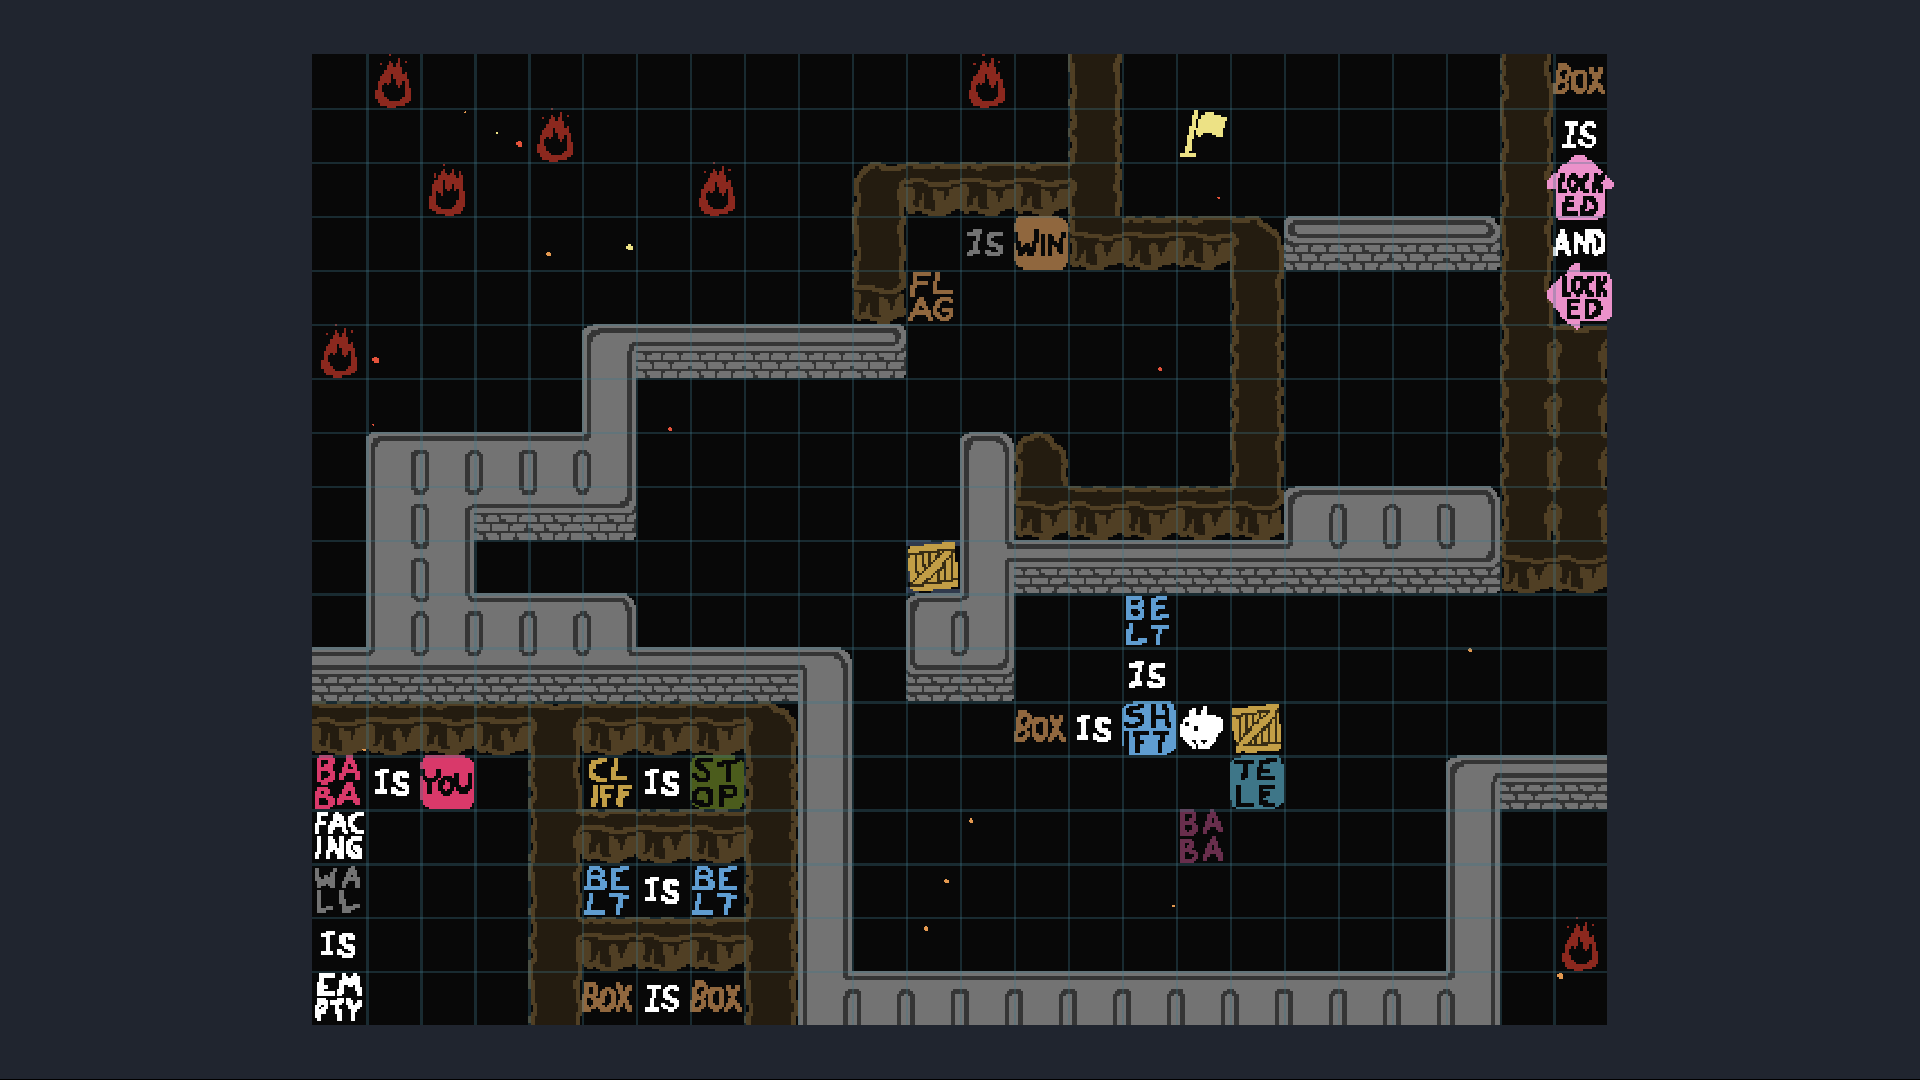 BOX
IS
LOCKED
AND
LOCKED
IS WIN
FLAG
BELT
IS
BOX IS SHIFT
TELE
BABA
BABA IS YOU
FACING
WALL
IS
EMPTY
CLIFF IS STOP
BELT IS BELT
BOX IS BOX